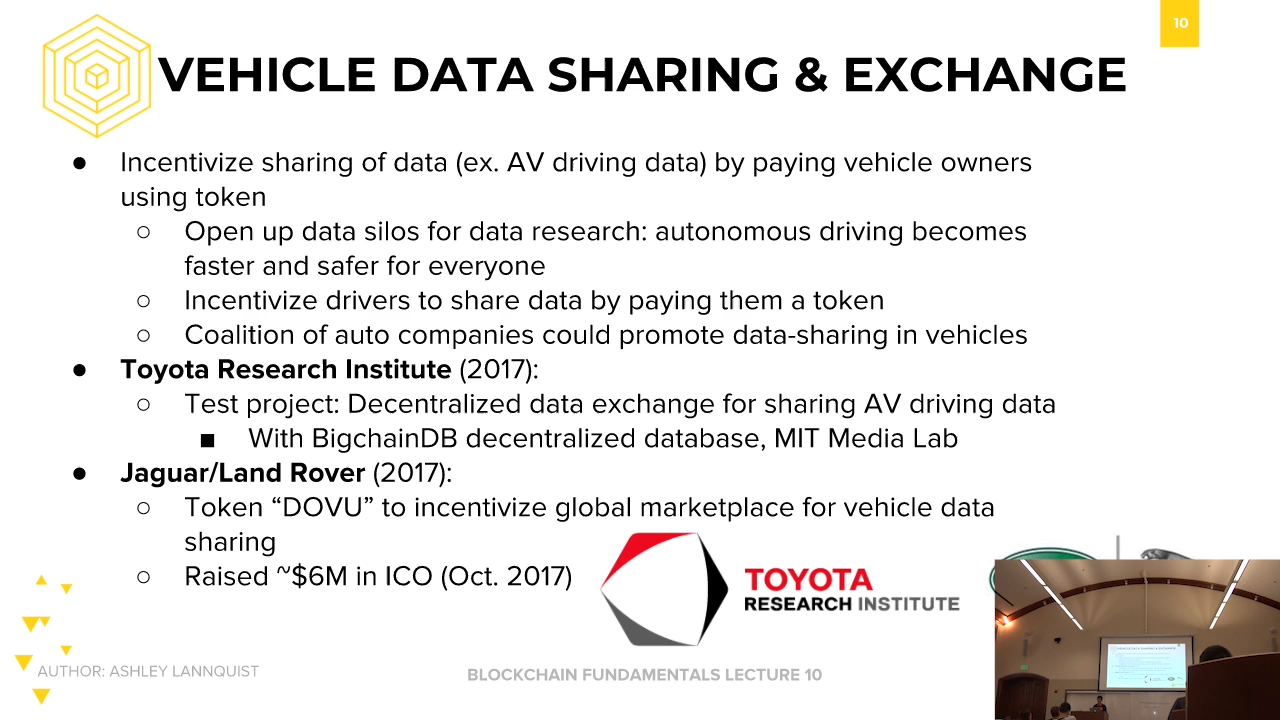 10
VEHICLE DATA SHARING & EXCHANGE
● Incentivize sharing of data (ex. AV driving data) by paying vehicle owners
using token
○ Open up data silos for data research: autonomous driving becomes
faster and safer for everyone
○ Incentivize drivers to share data by paying them a token
○ Coalition of auto companies could promote data-sharing in vehicles
● Toyota Research Institute (2017):
○ Test project: Decentralized data exchange for sharing AV driving data
■ With BigchainDB decentralized database, MIT Media Lab
● Jaguar/Land Rover (2017):
○ Token “DOVU” to incentivize global marketplace for vehicle data
sharing
○ Raised ~$6M in ICO (Oct. 2017)
TOYOTA
RESEARCH INSTITUTE
VEHICLE DATA SHARING & EXCHANGE
AUTHOR: ASHLEY LANNQUIST
BLOCKCHAIN FUNDAMENTALS LECTURE 10